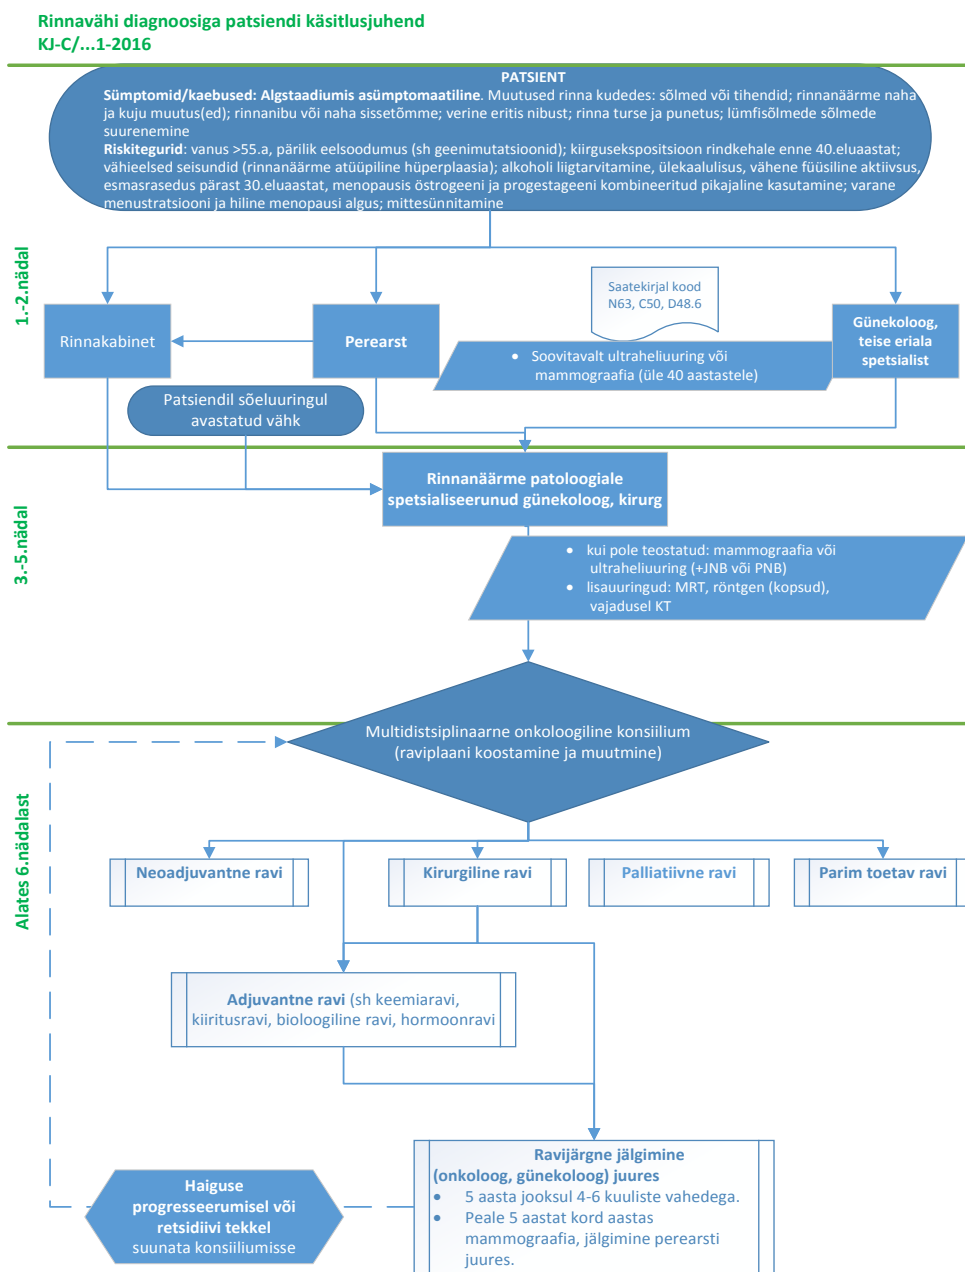 Rinnavähi diagnoosiga patsiendi käsitlusjuhend
KJ-C/...1-2016
PATSIENT
Sümptomid/kaebused: Algstaadiumis asümptomaatiline. Muutused rinna kudedes: sõlmed või tihendid; rinnanäärme naha
ja kuju muutus(ed); rinnanibu või naha sissetõmme; verine eritis nibust; rinna turse ja punetus; lümfisõlmede sõlmede
suurenemine
Riskitegurid: vanus >55.a, pärilik eelsoodumus (sh geenimutatsioonid); kiirgusekspositsioon rindkehale enne 40.eluaastat;
vähieelsed seisundid (rinnanäärme atüüpiline hüperplaasia); alkoholi liigtarvitamine, ülekaalulisus, vähene füüsiline aktiivsus,
esmasrasedus pärast 30.eluaastat, menopausis östrogeeni ja progestageeni kombineeritud pikajaline kasutamine; varane
menustratsiooni ja hiline menopausi algus; mittesünnitamine
1.-2.nädal
Saatekirjal kood
N63, C50, D48.6
Rinnakabinet
Perearst
Günekoloog,
teise eriala
spetsialist
• Soovitavalt ultraheliuuring või
mammograafia (üle 40 aastastele)
Patsiendil sõeluuringul
avastatud vähk
3.-5.nädal
Rinnanäärme patoloogiale
spetsialiseerunud günekoloog, kirurg
• kui pole teostatud: mammograafia või
ultraheliuuring (+JNB või PNB)
• lisauuringud: MRT, röntgen (kopsud),
vajadusel KT
Multidistsiplinaarne onkoloogiline konsiilium
(raviplaani koostamine ja muutmine)
Alates 6.nädalast
Neoadjuvantne ravi
Kirurgiline ravi
Palliatiivne ravi
Parim toetav ravi
Adjuvantne ravi (sh keemiaravi,
kiiritusravi, bioloogiline ravi, hormoonravi
Ravijärgne jälgimine
(onkoloog, günekoloog) juures
• 5 aasta jooksul 4-6 kuuliste vahedega.
• Peale 5 aastat kord aastas
mammograafia, jälgimine perearsti
juures.
Haiguse
progresseerumisel või
retsidiivi tekkel
suunata konsiiliumisse